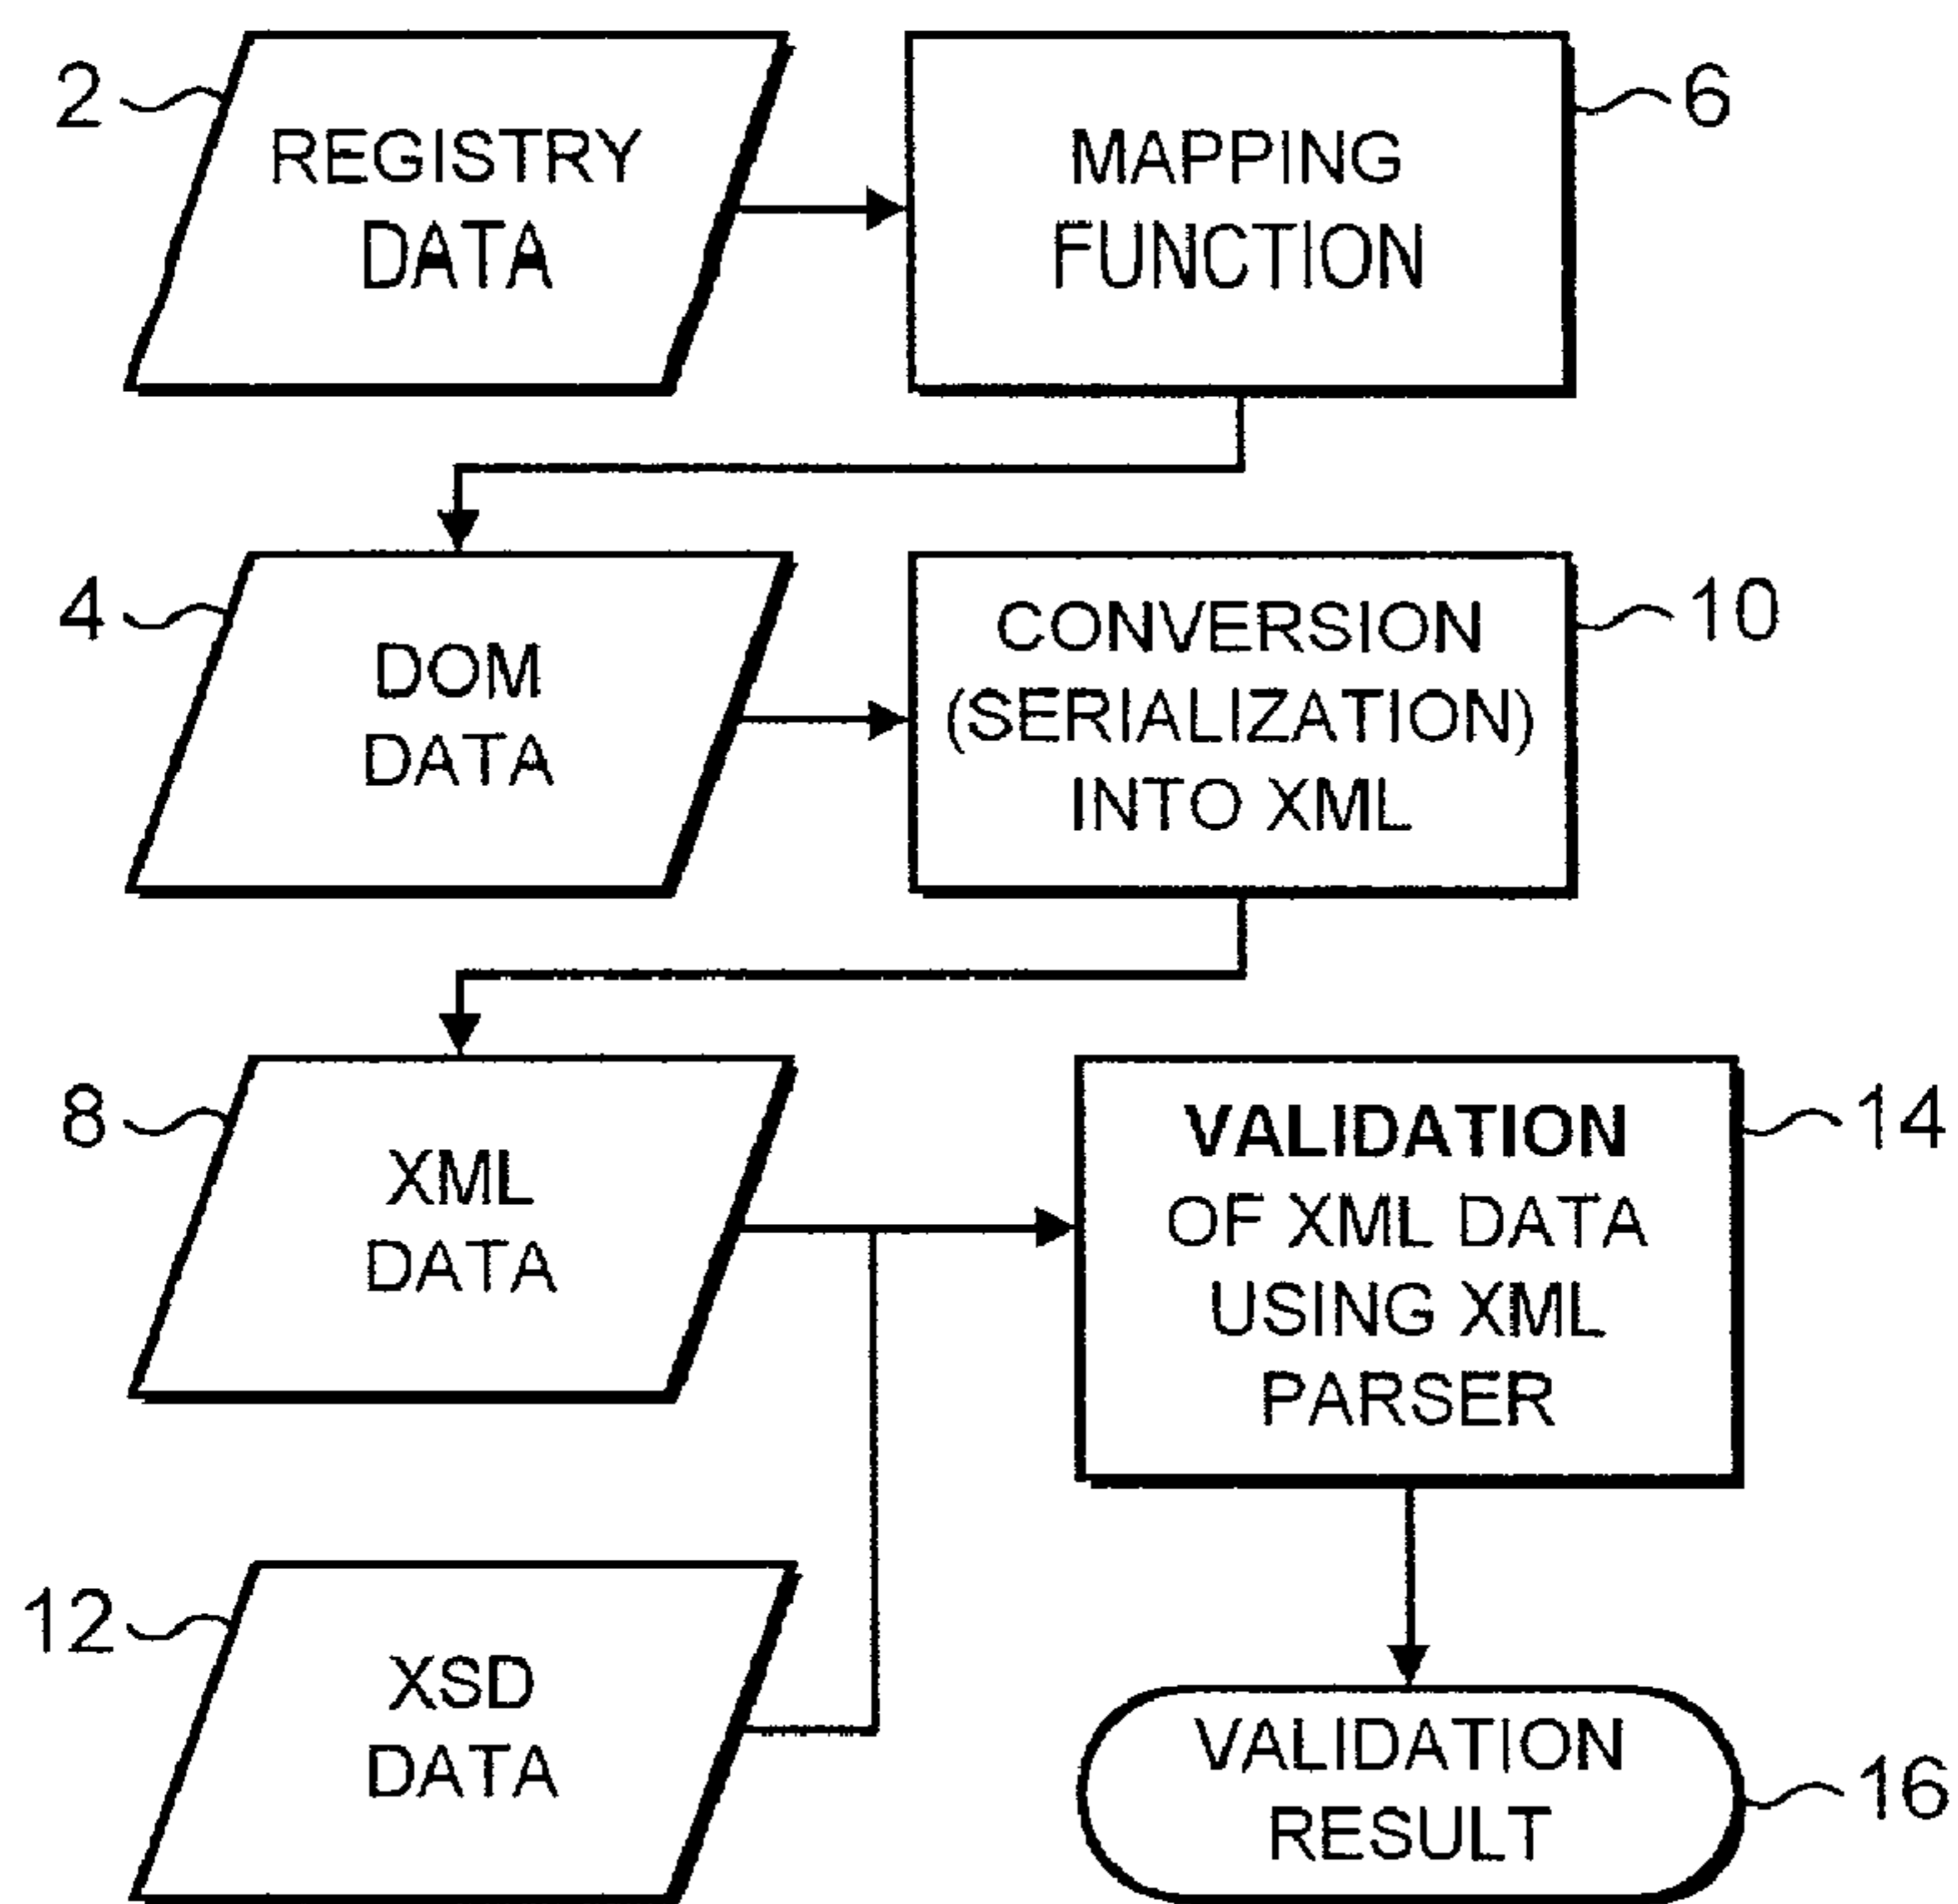 2
REGISTRY
DATA
MAPPING
FUNCTION
6
4
DOM
DATA
CONVERSION
(SERIALIZATION)
INTO XML
10
8
XML
DATA
VALIDATION
OF XML DATA
USING XML
PARSER
14
12
XSD
DATA
VALIDATION
RESULT
16